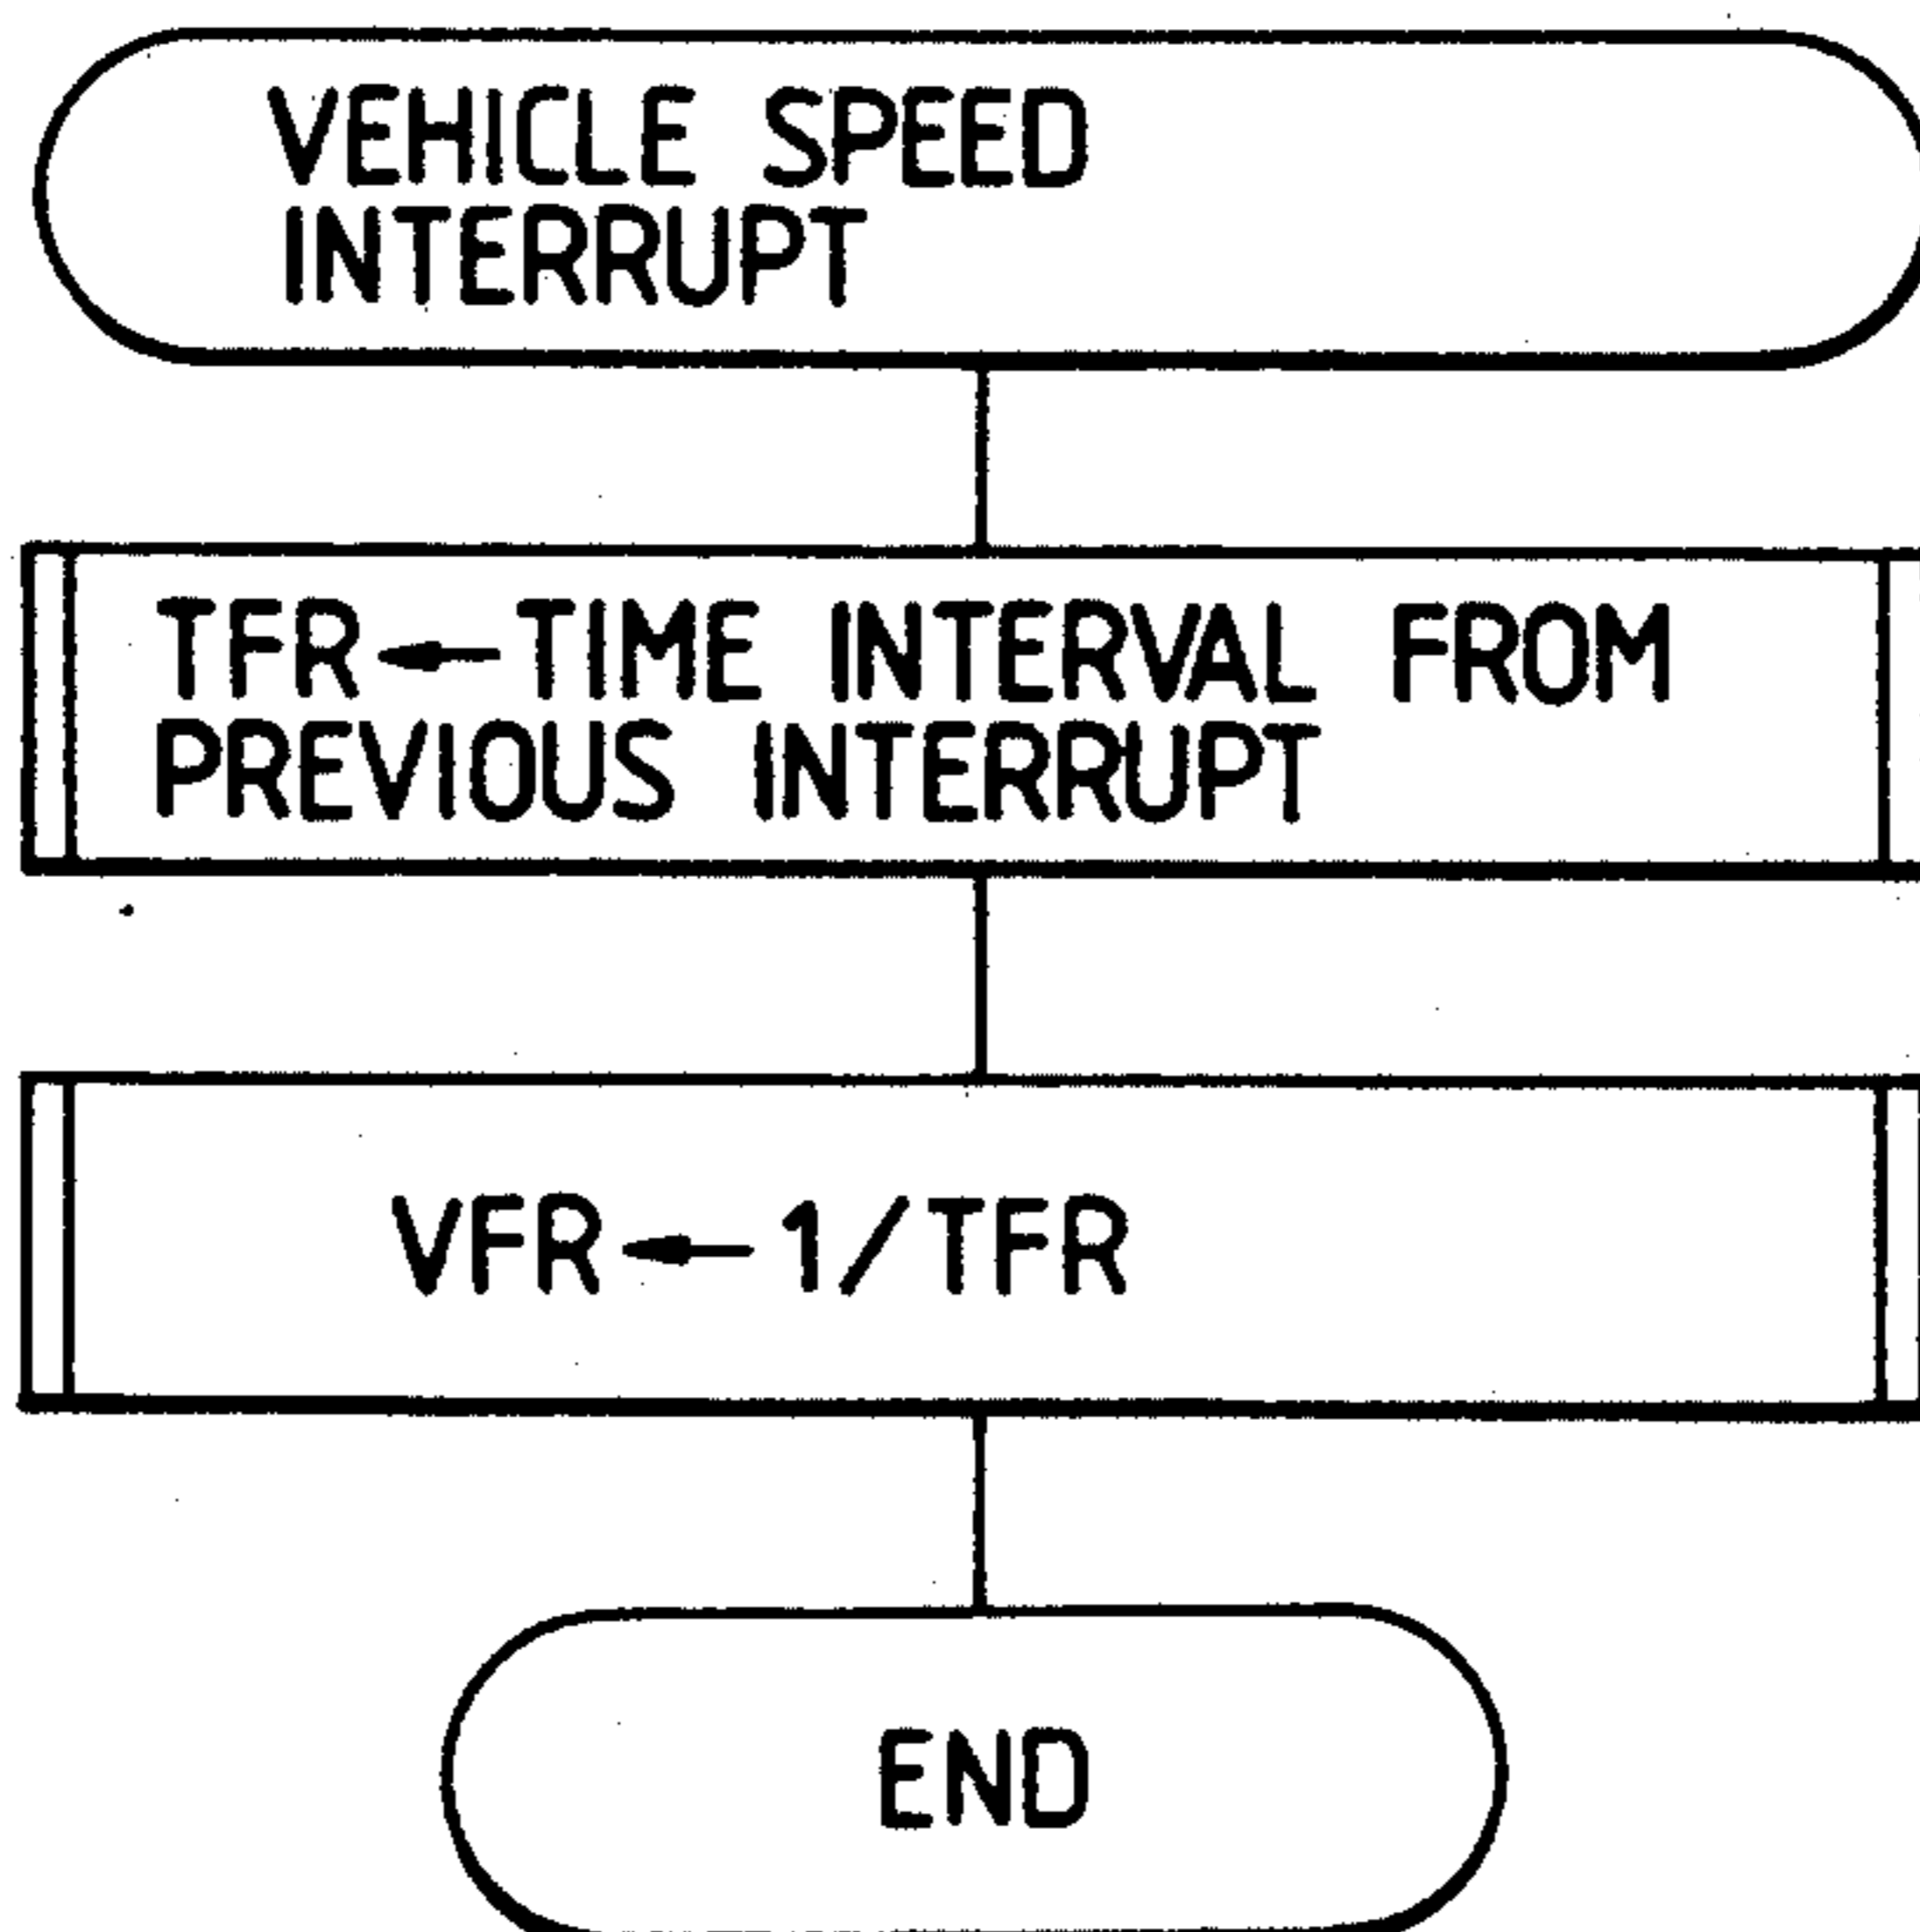 VEHICLE SPEED
INTERRUPT
TFR←TIME INTERVAL FROM
PREVIOUS INTERRUPT
VFR←1/TFR
END